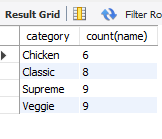 Result Grid Filter Ro
category count(name)
Chicken 6
Classic 8
Supreme 9
Veggie 9